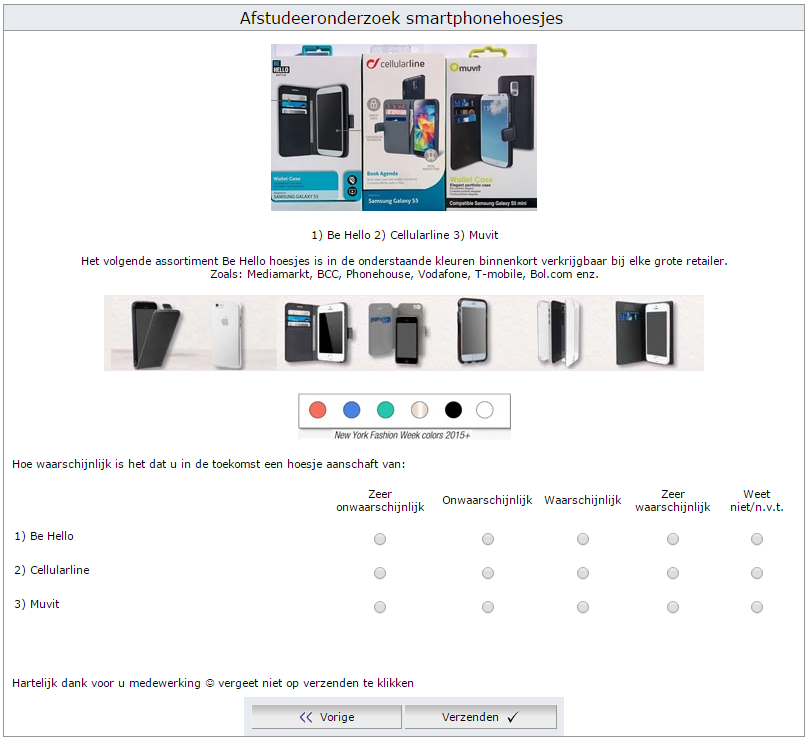 Afstudeeronderzoek smartphonehoesjes
BE
HELLO
cellularline
muvit
Wallet Case
SAMSUNG GALAXY S5
Book Agenda
Samsung Galaxy S5
Wallet Case
Elegant portfolio case
Compatible Samsung Galaxy S5 mini
1) Be Hello 2) Cellularline 3) Muvit
Het volgende assortiment Be Hello hoesjes is in de onderstaande kleuren binnenkort verkrijgbaar bij elke grote retailer.
Zoals: Mediamarkt, BCC, Phonehouse, Vodafone, T-mobile, Bol.com enz.
New York Fashion Week colors 2015+
Hoe waarschijnlijk is het dat u in de toekomst een hoesje aanschaft van:
Zeer
onwaarschijnlijk
Onwaarschijnlijk
Waarschijnlijk
Zeer
waarschijnlijk
Weet
niet/n.v.t.
1) Be Hello
2) Cellularline
3) Muvit
Hartelijk dank voor u medewerking ☺ vergeet niet op verzenden te klikken
Vorige
Verzenden